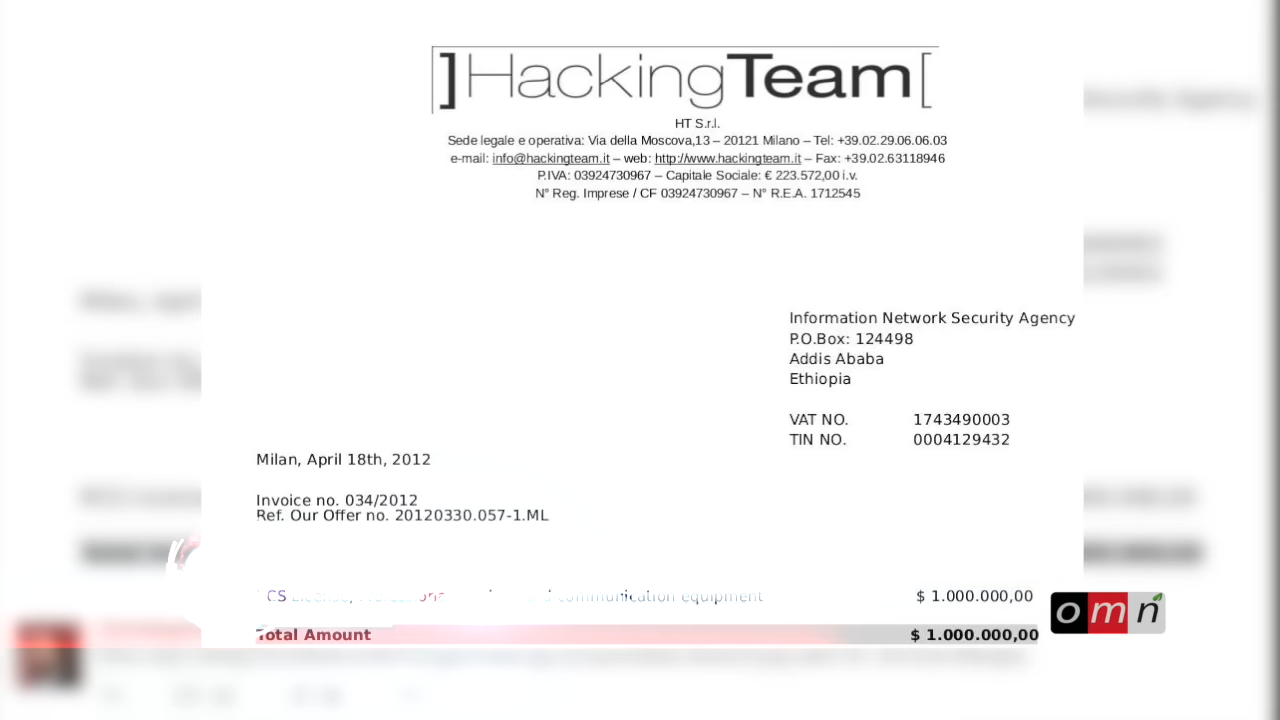 ]HackingTeam[
HT S.r.l.
Sede legale e operativa: Via della Moscova,13 – 20121 Milano – Tel: +39.02.29.06.06.03
e-mail: info@hackingteam.it – web: http://www.hackingteam.it – Fax: +39.02.63118946
P.IVA: 03924730967 – Capitale Sociale: € 223.572,00 i.v.
N° Reg. Imprese / CF 03924730967 – N° R.E.A. 1712545
Information Network Security Agency
P.O.Box: 124498
Addis Ababa
Ethiopia
VAT NO. 1743490003
TIN NO. 0004129432
Milan, April 18th, 2012
Invoice no. 034/2012
Ref. Our Offer no. 20120330.057-1.ML
communication equipment $ 1.000.000,00
Total Amount $ 1.000.000,00
omn